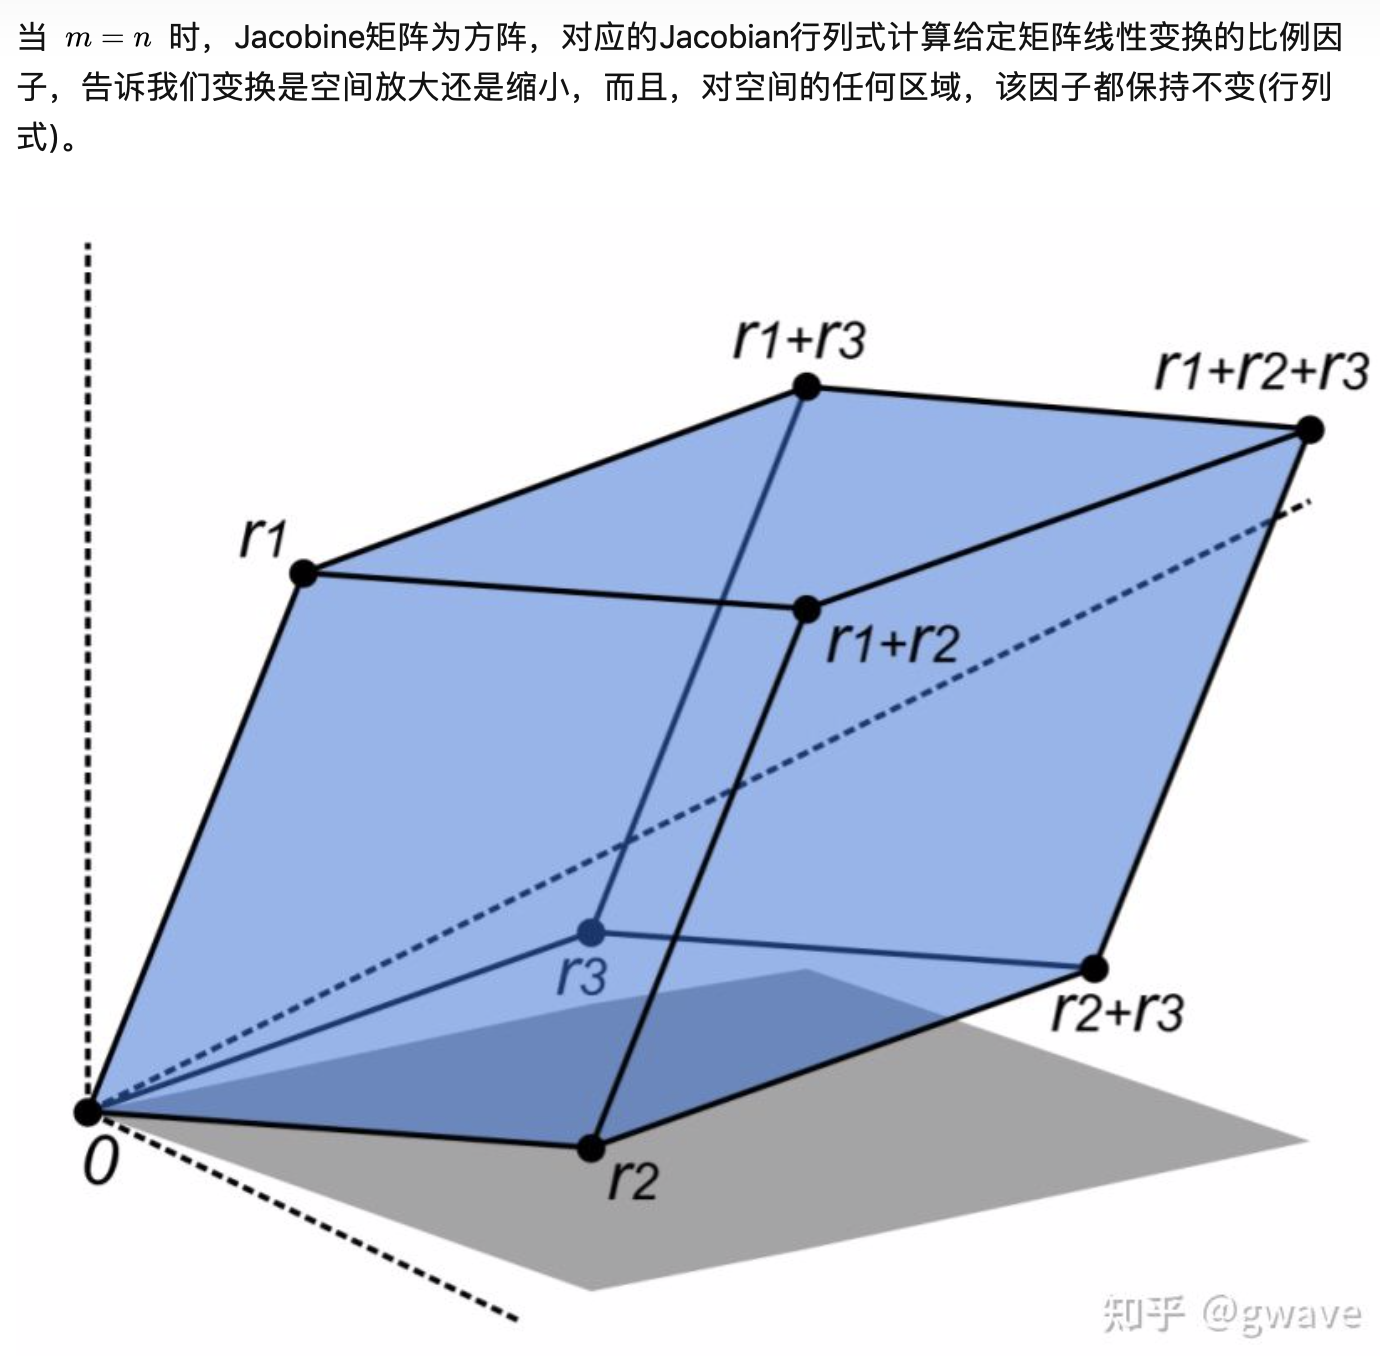 当 m = n 时，Jacobine矩阵为方阵，对应的Jacobian行列式计算给定矩阵线性变换的比例因
子，告诉我们变换是空间放大还是缩小，而且，对空间的任何区域，该因子都保持不变(行列
式)。
r1+r3
r1+r2+r3
r1
r1+r2
r3
r2+r3
0
r2
知乎 @gwave